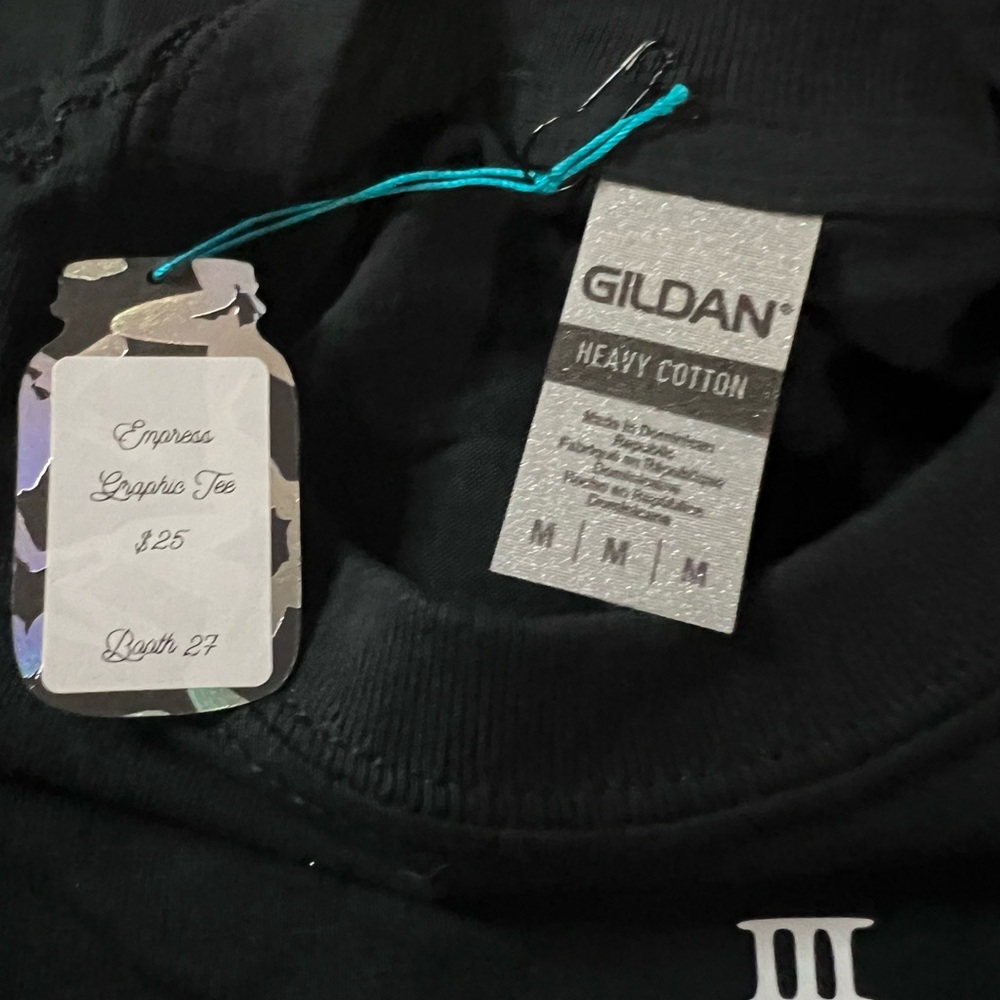 Empress
Graphic Tee
$25
Booth 27
GILDAN®
HEAVY COTTON
Made in Dominican
Republic
Fabriqué en République
Dominicaine
Hecho en República
Dominicana
M | M | M
III